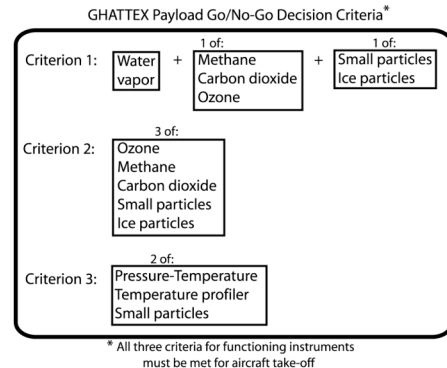 GHATTEX Payload Go/No-Go Decision Criteria*
1 of:
1 of:
Criterion 1:
Water
vapor
+
Methane
Carbon dioxide
Ozone
+
Small particles
Ice particles
3 of:
Criterion 2:
Ozone
Methane
Carbon dioxide
Small particles
Ice particles
2 of:
Criterion 3:
Pressure-Temperature
Temperature profiler
Small particles
* All three criteria for functioning instruments
must be met for aircraft take-off